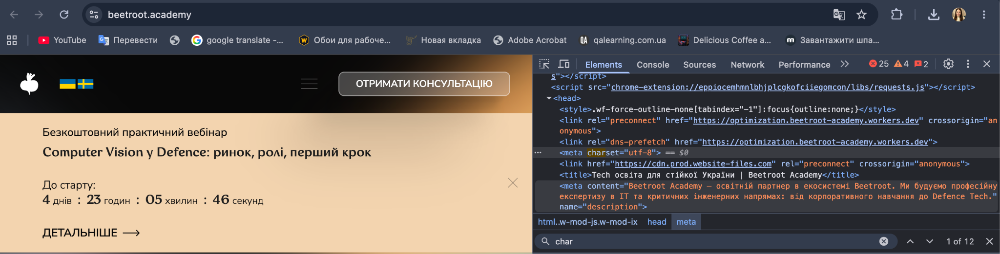 beetroot.academy
YouTube Перевести google translate -... Обои для рабоче... Новая вкладка Adobe Acrobat QA qalearning.com.ua Delicious Coffee a... m Завантажити шпа...
ОТРИМАТИ КОНСУЛЬТАЦІЮ
Безкоштовний практичний вебінар
Computer Vision у Defence: ринок, ролі, перший крок
До старту:
4 днів : 23 годин : 05 хвилин : 46 секунд
ДЕТАЛЬНІШЕ
Elements Console Sources Network Performance 25 4 2
s"></script>
<script src="chrome-extension://eppiocemhmnlbhjplcgkofciiegomcon/libs/requests.js"></script>
<head>
<style>.wf-force-outline-none[tabindex="-1"]:focus{outline:none;}</style>
<link rel="preconnect" href="https://optimization.beetroot-academy.workers.dev" crossorigin="an
onymous">
<link rel="dns-prefetch" href="https://optimization.beetroot-academy.workers.dev">
<meta charset="utf-8"> == $0
<link href="https://cdn.prod.website-files.com" rel="preconnect" crossorigin="anonymous">
<title>Tech освіта для стійкої України | Beetroot Academy</title>
<meta content="Beetroot Academy — освітній партнер в екосистемі Beetroot. Ми будуємо професійну
експертизу в IT та критичних інженерних напрямах: від корпоративного навчання до Defence Tech."
name="description">
html..w-mod-js.w-mod-ix head meta
char 1 of 12